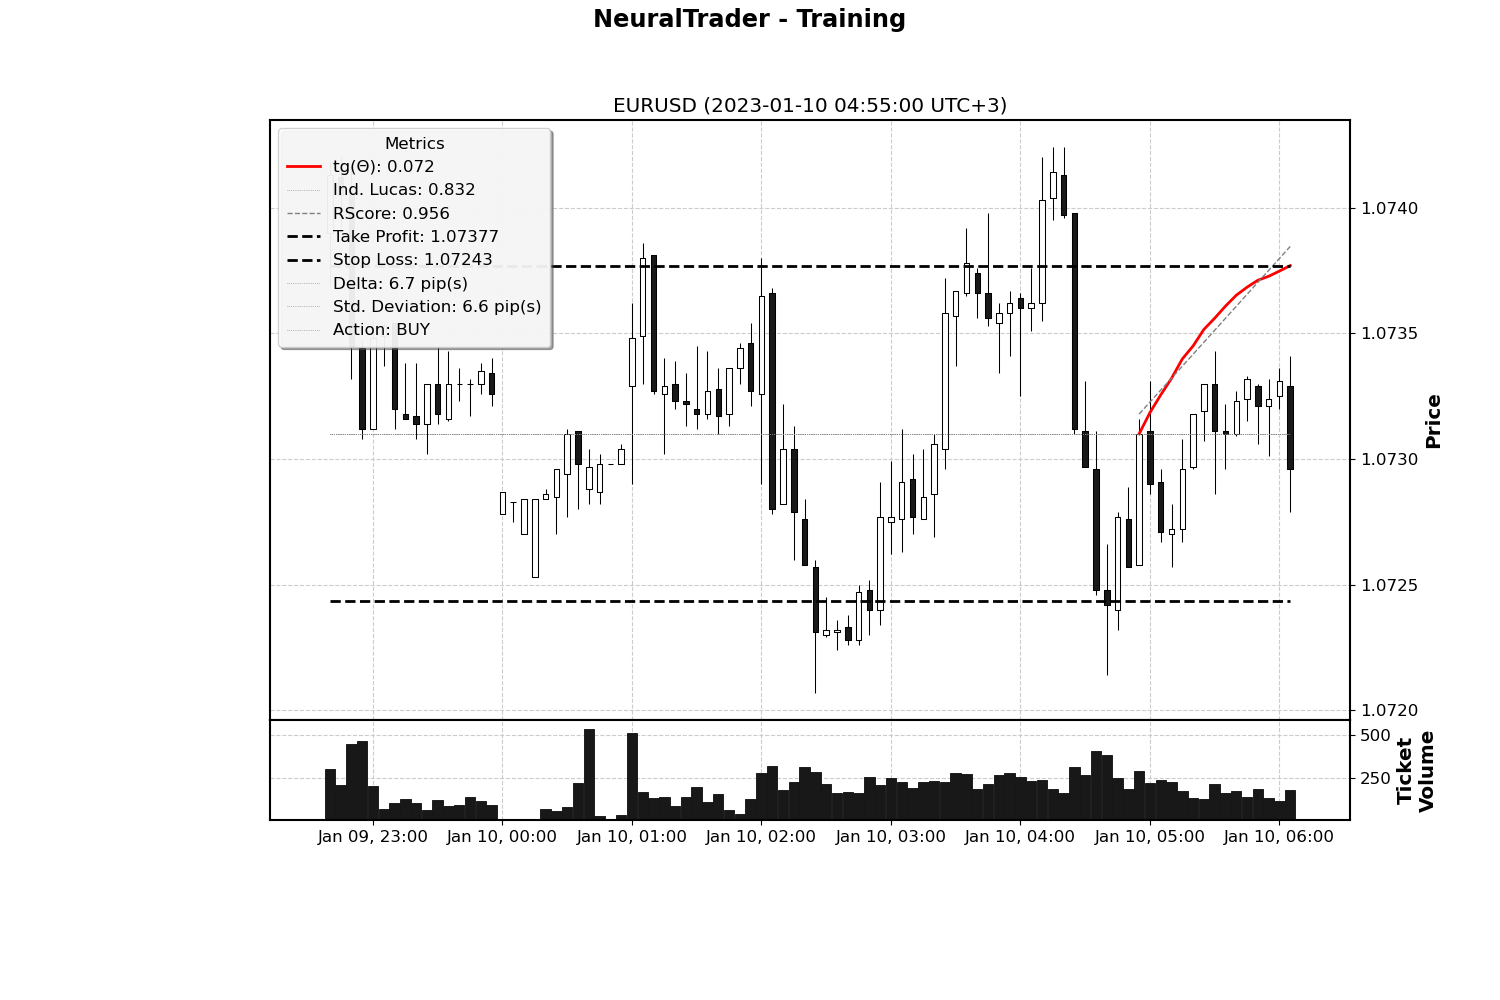 NeuralTrader - Training
EURUSD (2023-01-10 04:55:00 UTC+3)
Metrics
tg(Θ): 0.072
Ind. Lucas: 0.832
RScore: 0.956
Take Profit: 1.07377
Stop Loss: 1.07243
Delta: 6.7 pip(s)
Std. Deviation: 6.6 pip(s)
Action: BUY
1.0740
1.0735
1.0730
1.0725
1.0720
Price
500
250
Ticket
Volume
Jan 09, 23:00
Jan 10, 00:00
Jan 10, 01:00
Jan 10, 02:00
Jan 10, 03:00
Jan 10, 04:00
Jan 10, 05:00
Jan 10, 06:00